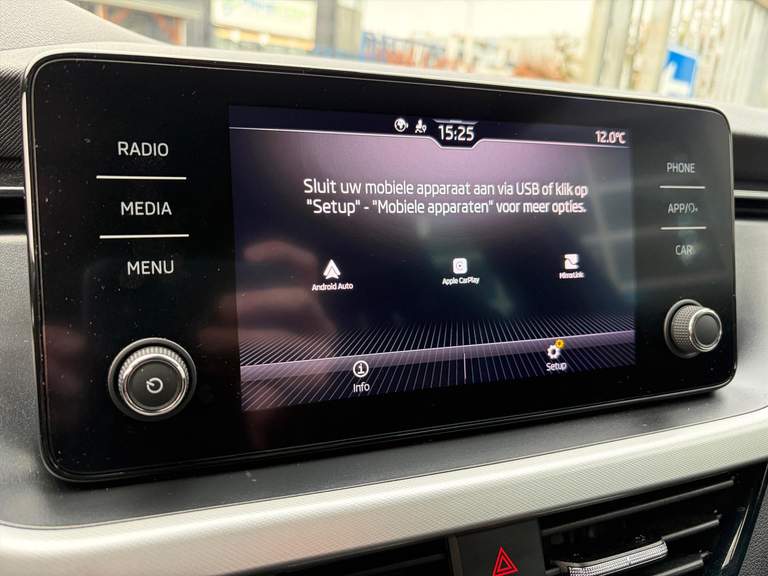 15:25
12.0°C
RADIO
MEDIA
MENU
Sluit uw mobiele apparaat aan via USB of klik op
"Setup" - "Mobiele apparaten" voor meer opties.
Android Auto
Apple CarPlay
MirrorLink
Info
Setup
PHONE
APP/
CAR